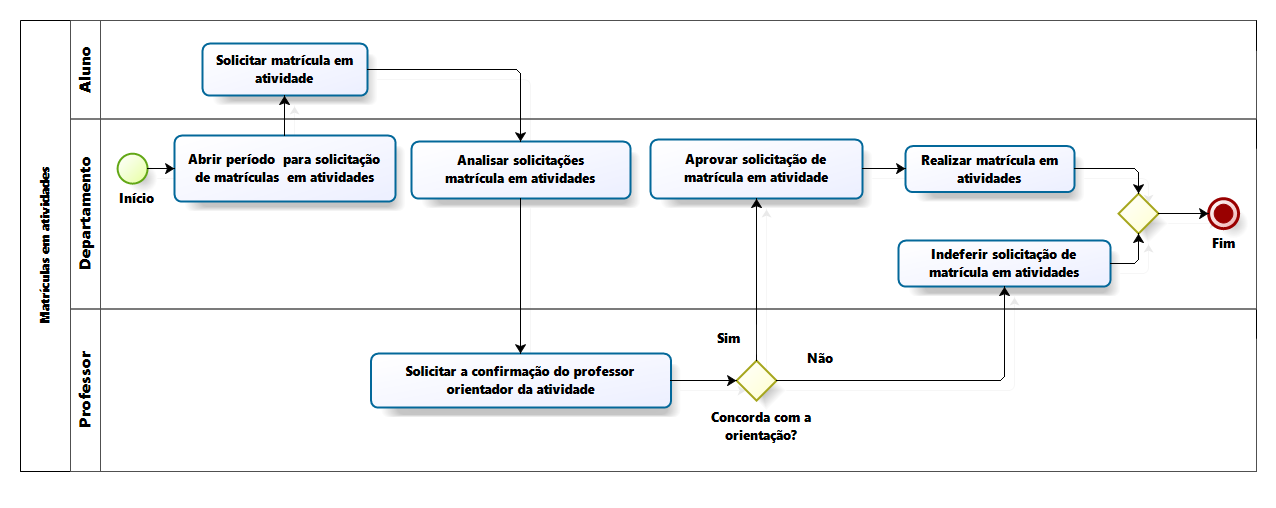 Matrículas em atividades
Aluno
Solicitar matrícula em
atividade
Departamento
Início
Abrir período para solicitação
de matrículas em atividades
Analisar solicitações
matrícula em atividades
Aprovar solicitação de
matrícula em atividade
Realizar matrícula em
atividades
Indeferir solicitação de
matrícula em atividades
Fim
Professor
Solicitar a confirmação do professor
orientador da atividade
Sim
Não
Concorda com a
orientação?